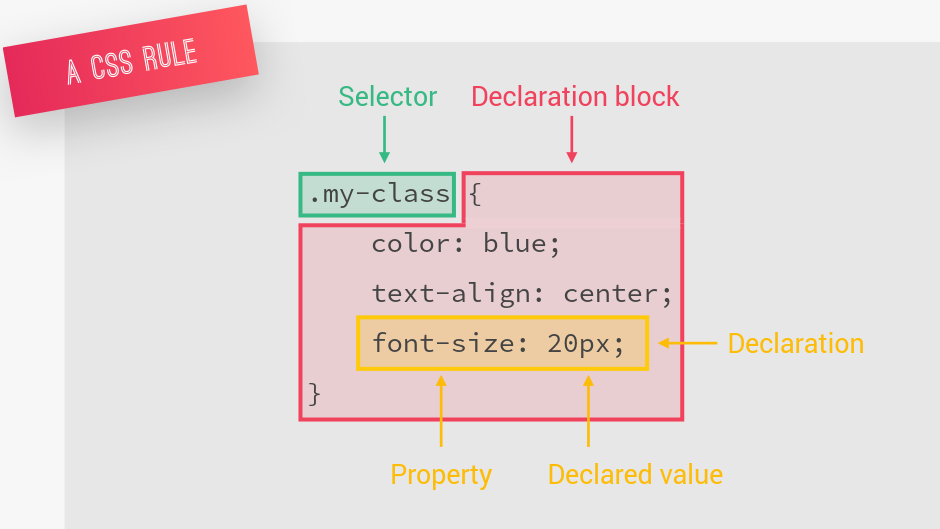 A CSS RULE
Selector
Declaration block
.my-class {
color: blue;
text-align: center;
font-size: 20px;
Declaration
}
Property
Declared value